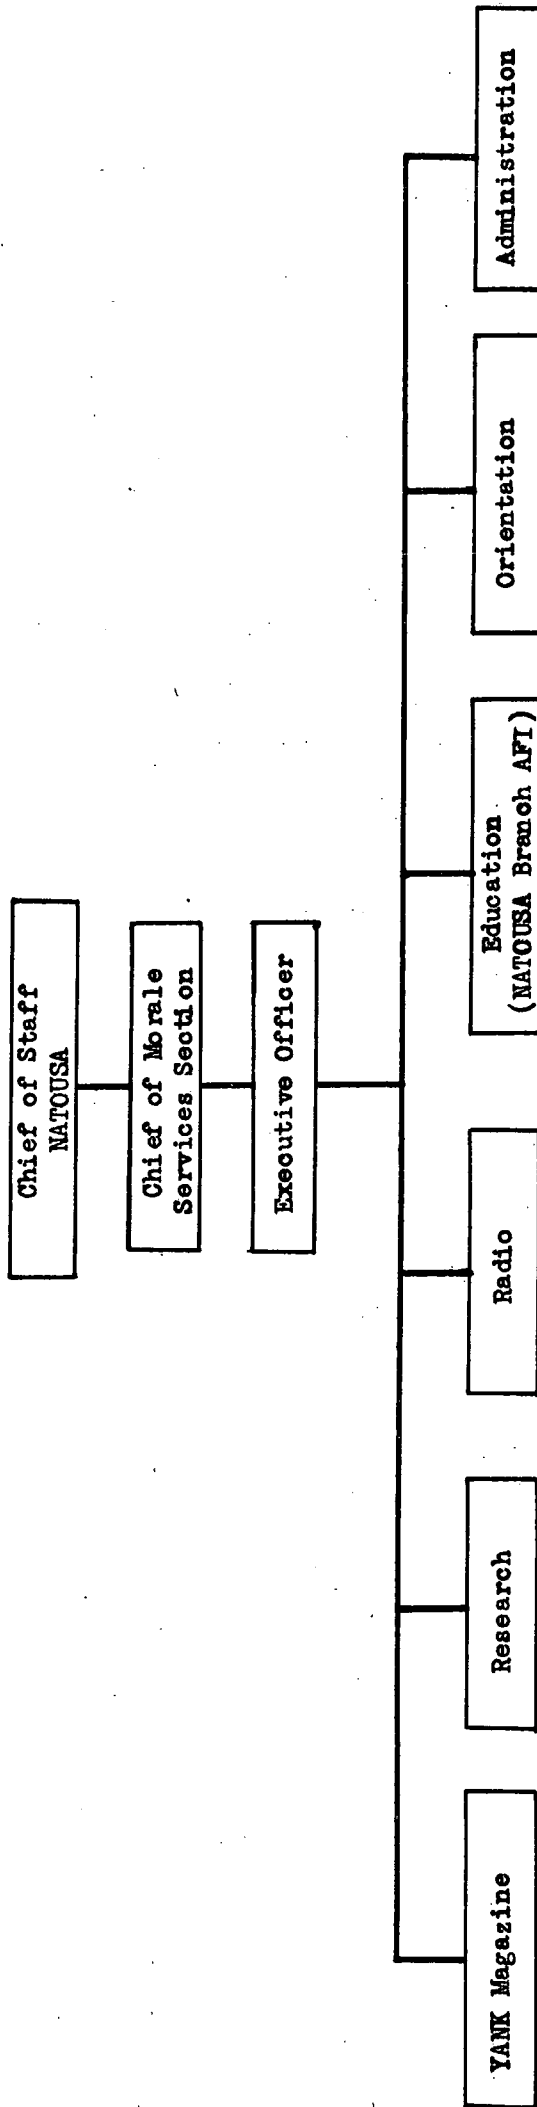 Chief of Staff
NATOUSA
Chief of Morale
Services Section
Executive Officer
YANK Magazine
Research
Radio
Education
(NATOUSA Branch AFI)
Orientation
Administration